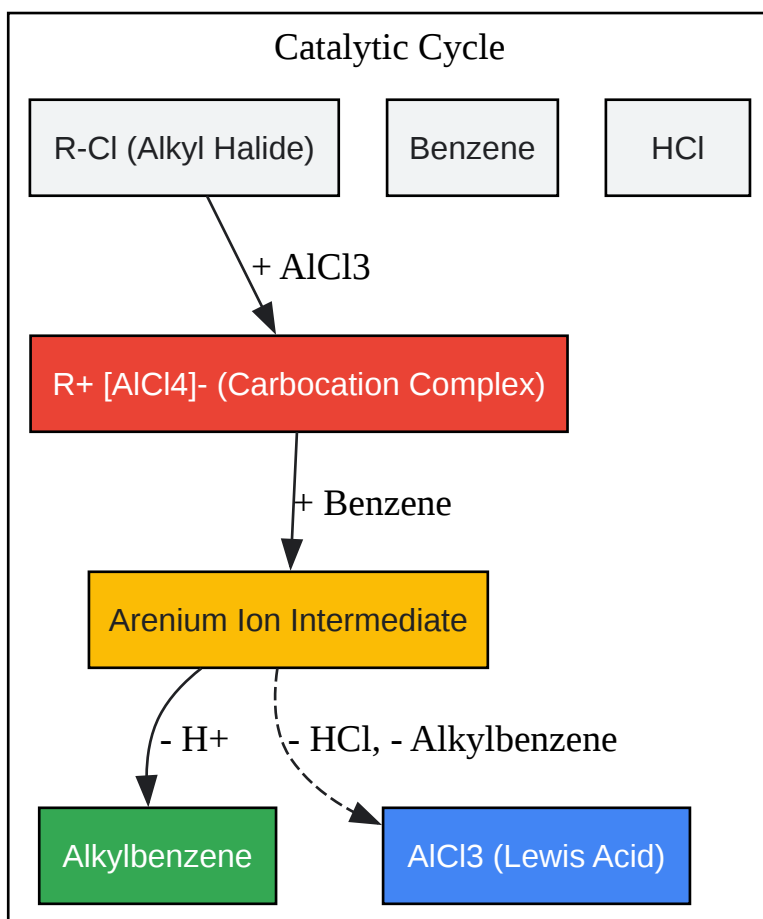 Catalytic Cycle
R-Cl (Alkyl Halide)
Benzene
HCl
+ AlCl3
R+ [AlCl4]- (Carbocation Complex)
+ Benzene
Arenium Ion Intermediate
- H+
- HCl, - Alkylbenzene
Alkylbenzene
AlCl3 (Lewis Acid)